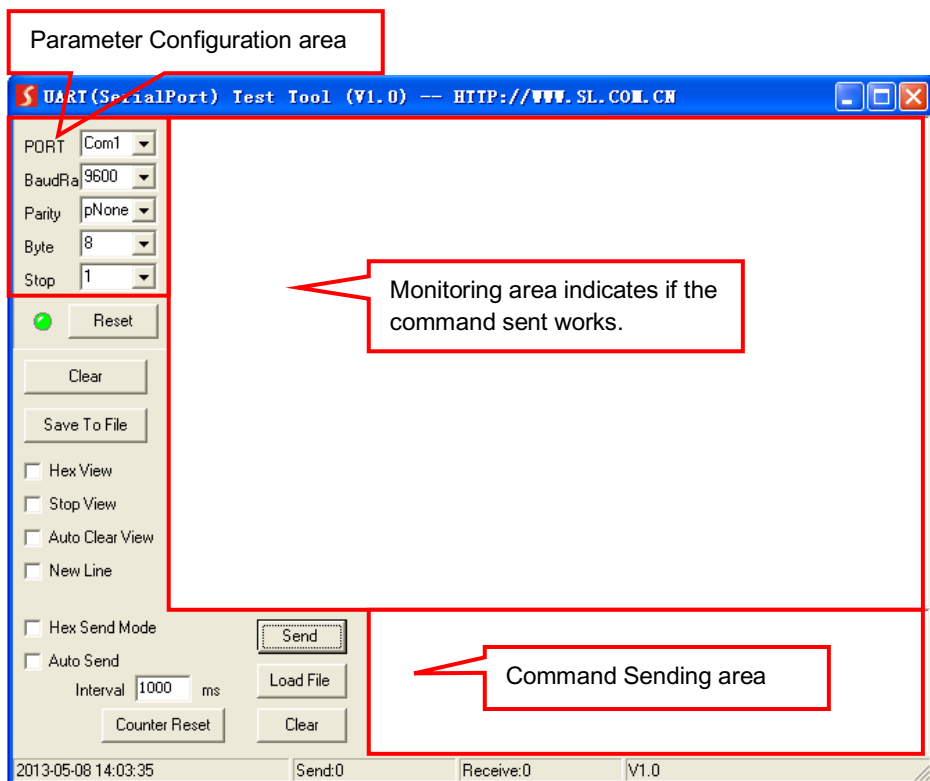 Parameter Configuration area
UART(SerialPort) Test Tool (V1.0) -- HTTP://WWW.SL.COM.CN
PORT Com1
BaudRa 9600
Parity pNone
Byte 8
Stop 1
Monitoring area indicates if the
command sent works.
Reset
Clear
Save To File
Hex View
Stop View
Auto Clear View
New Line
Hex Send Mode
Send
Auto Send
Interval 1000 ms
Load File
Command Sending area
Counter Reset
Clear
2013-05-08 14:03:35 Send:0 Receive:0 V1.0